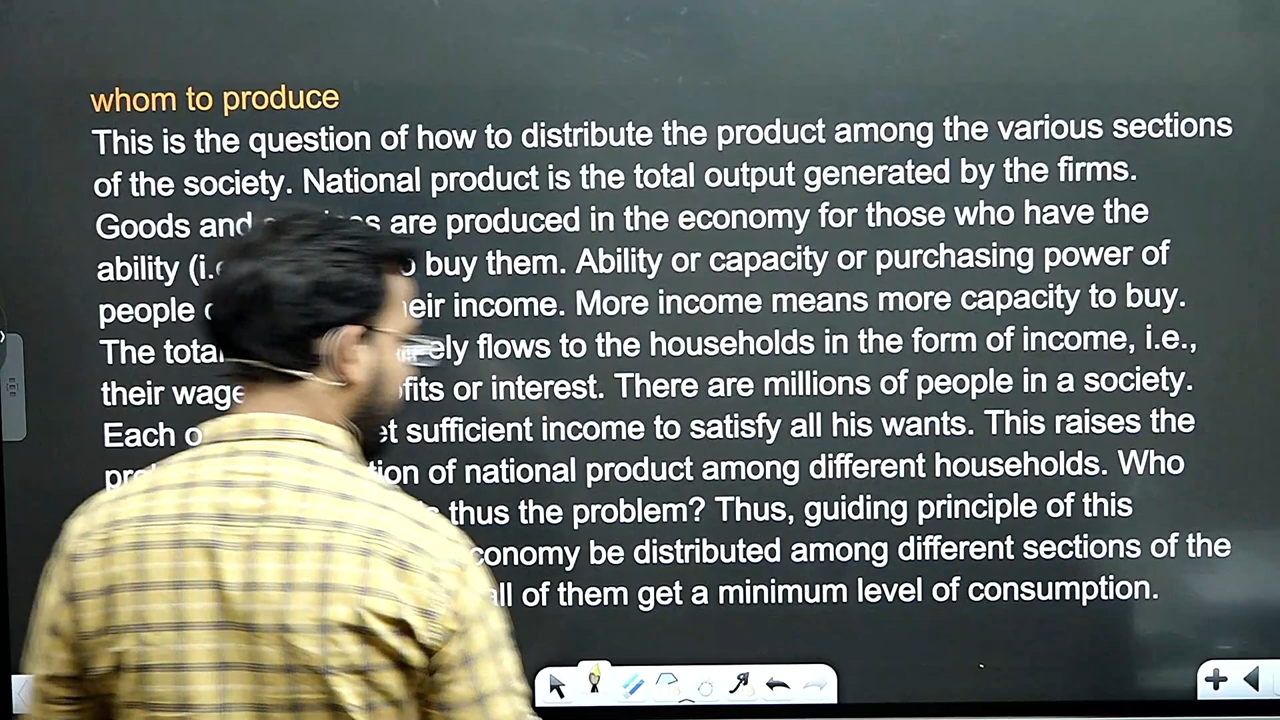 whom to produce
This is the question of how to distribute the product among the various sections
of the society. National product is the total output generated by the firms.
Goods and are produced in the economy for those who have the
ability buy them. Ability or capacity or purchasing power of
people income. More income means more capacity to buy.
The flows to the households in the form of income, i.e.,
their or interest. There are millions of people in a society.
Each sufficient income to satisfy all his wants. This raises the
of national product among different households. Who
thus the problem? Thus, guiding principle of this
be distributed among different sections of the
all of them get a minimum level of consumption.